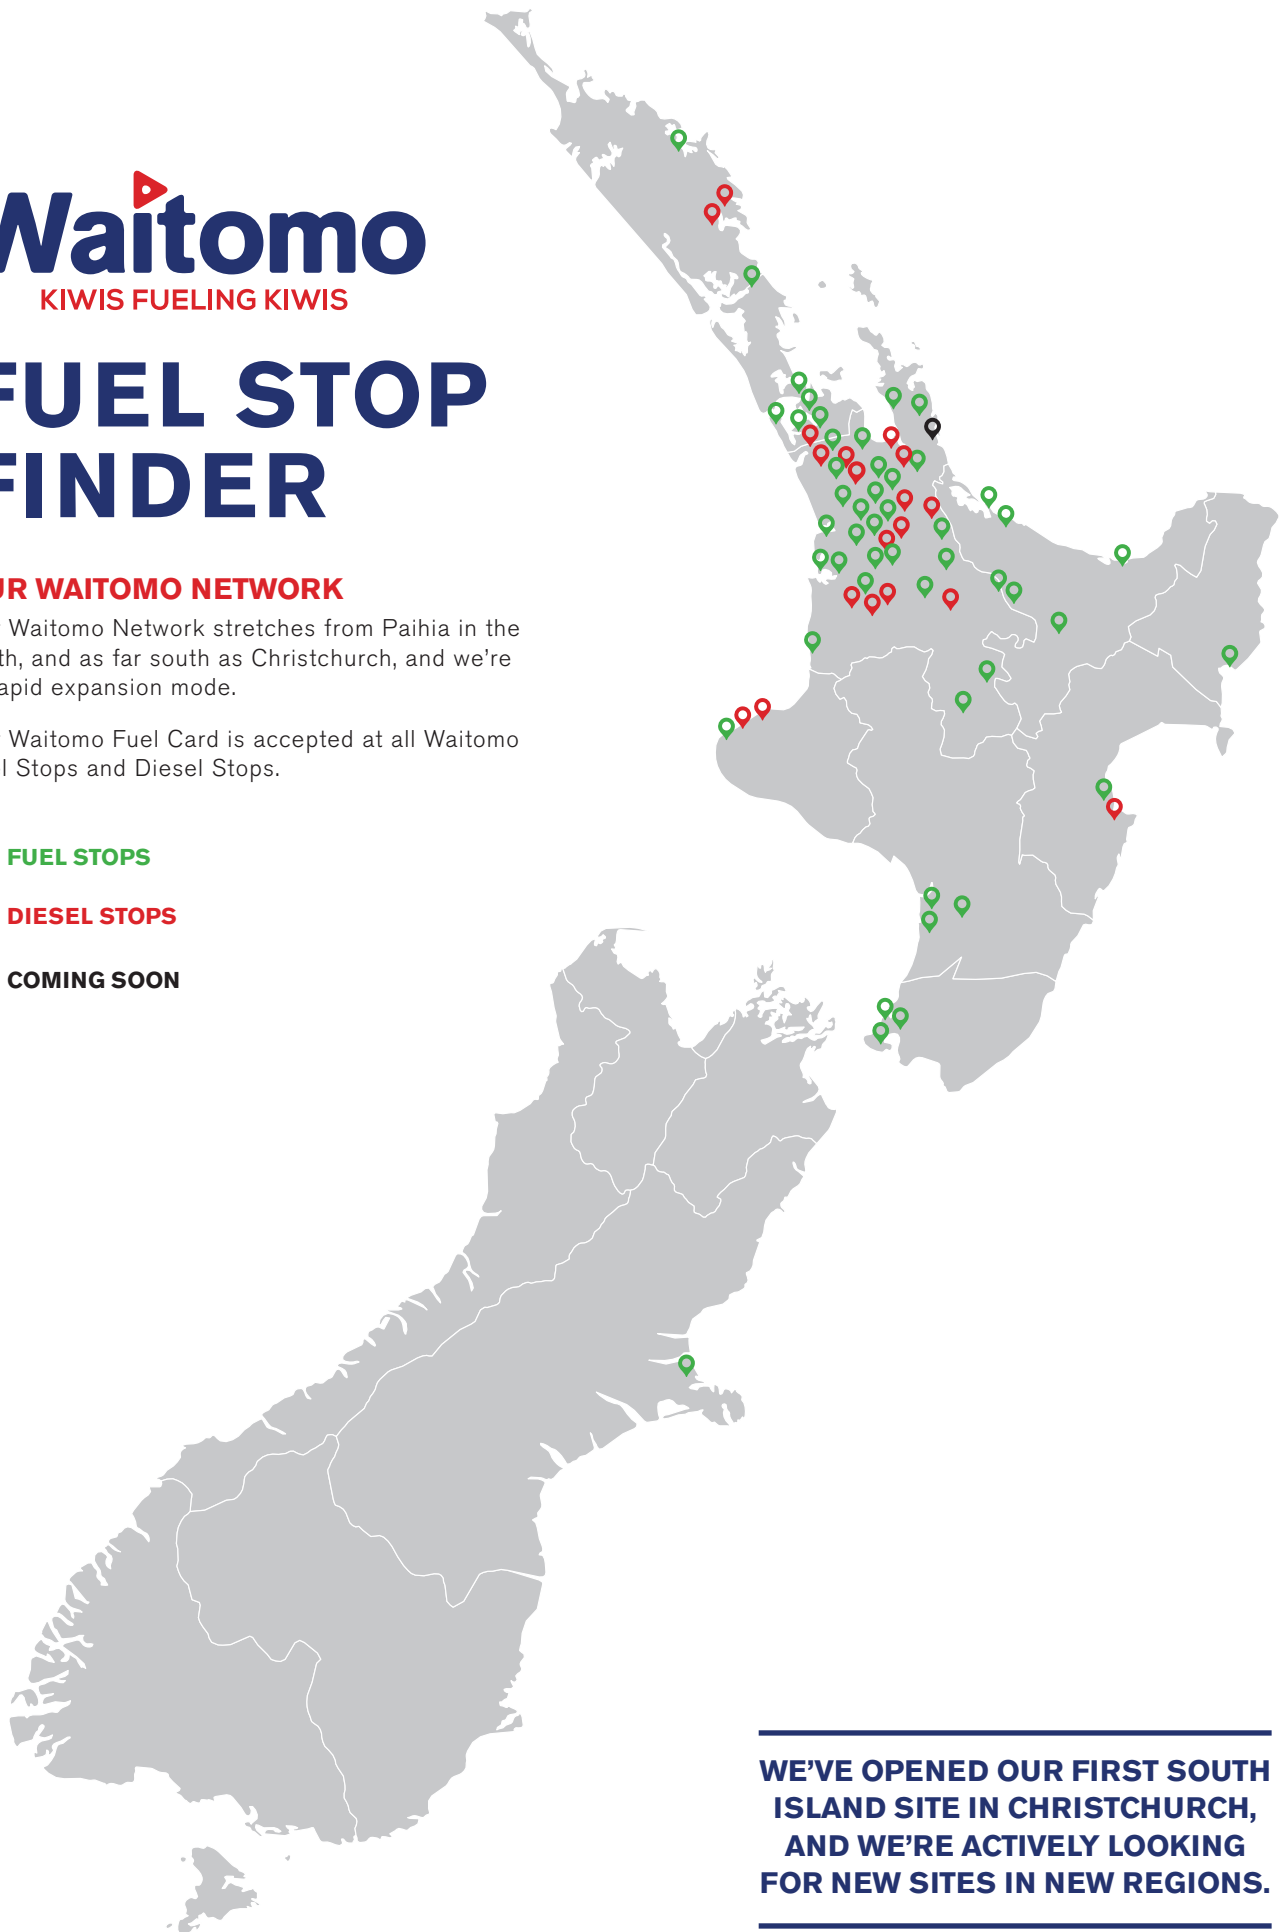 Waitomo
KIWIS FUELING KIWIS
FUEL STOP
FINDER
UR WAITOMO NETWORK
Waitomo Network stretches from Paihia in the
th, and as far south as Christchurch, and we're
apid expansion mode.
Waitomo Fuel Card is accepted at all Waitomo
l Stops and Diesel Stops.
FUEL STOPS
DIESEL STOPS
COMING SOON
WE'VE OPENED OUR FIRST SOUTH
ISLAND SITE IN CHRISTCHURCH,
AND WE'RE ACTIVELY LOOKING
FOR NEW SITES IN NEW REGIONS.